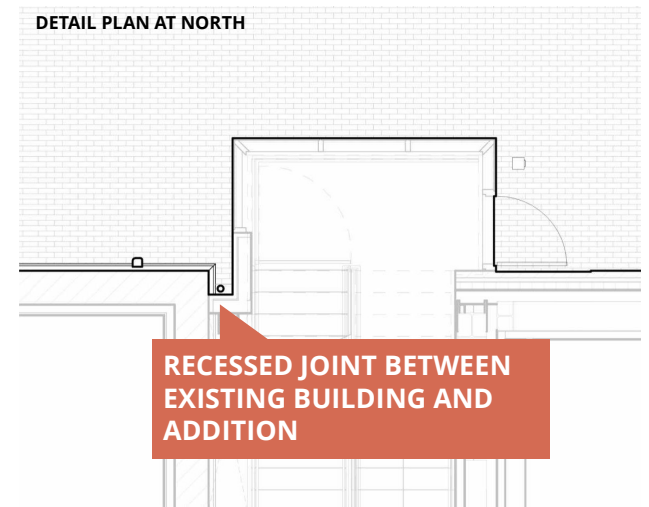 DETAIL PLAN AT NORTH
RECESSED JOINT BETWEEN
EXISTING BUILDING AND
ADDITION